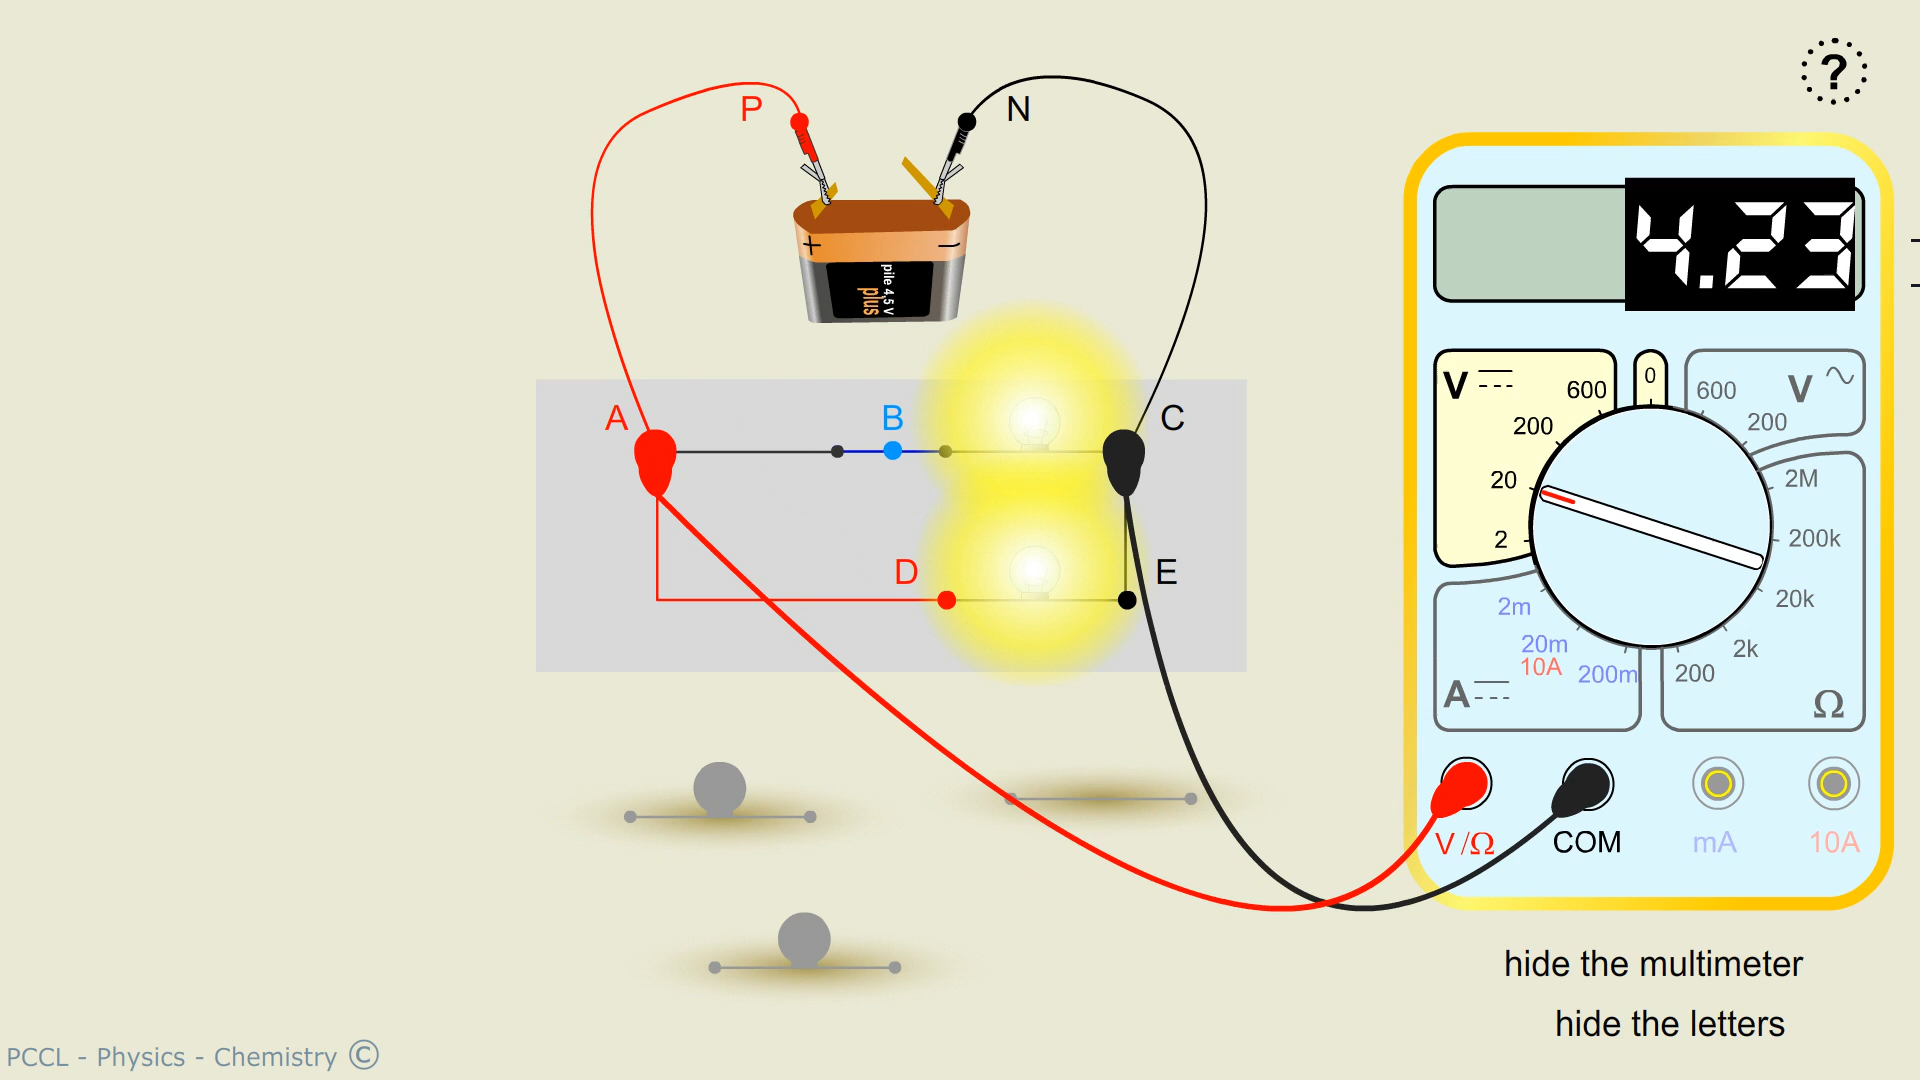 ?
P
N
4.23
+ −
pile 4,5 V
plus
V
600
0
600
V
200
200
A
B
C
20
2M
2
200k
D
E
2m
20k
20m
2k
10A
200m
200
A
Ω
V /Ω
COM
mA
10A
hide the multimeter
hide the letters
PCCL - Physics - Chemistry ©